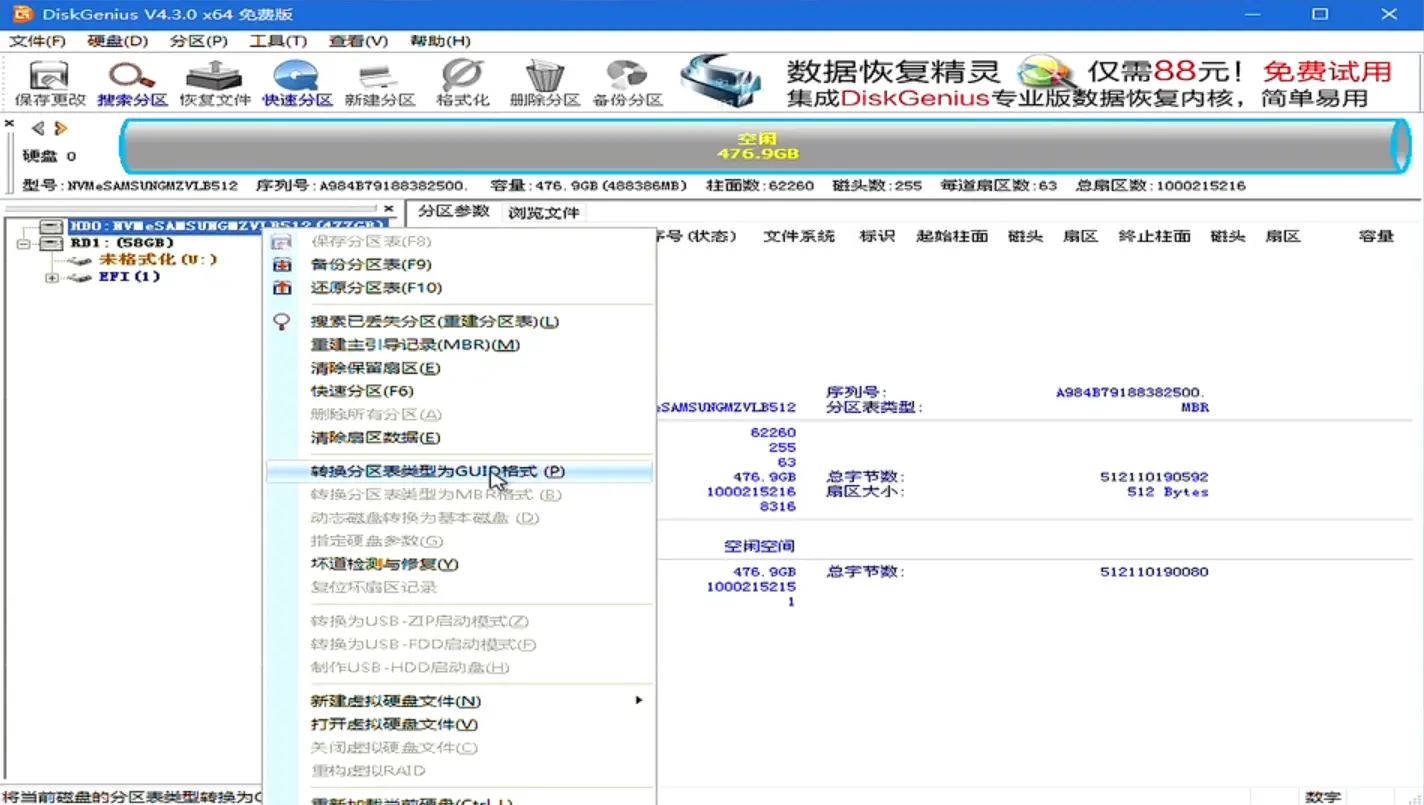 DiskGenius V4.3.0 x64 免费版
文件(F) 硬盘(D) 分区(P) 工具(T) 查看(V) 帮助(H)
保存更改 搜索分区 恢复文件 快速分区 新建分区 格式化 删除分区 备份分区
数据恢复精灵 仅需88元! 免费试用
集成DiskGenius专业版数据恢复内核，简单易用
空闲
476.9GB
硬盘 0
型号:NVMeSAMSUNGMZVLB512 序列号:A984B79188382500. 容量:476.9GB(488386MB) 柱面数:62260 磁头数:255 每道扇区数:63 总扇区数:1000215216
分区参数 浏览文件
HD0:NVMeSAMSUNGMZVLB512(477GB)
RD1:(58GB)
未格式化(U:)
EFI(1)
序号(状态) 文件系统 标识 起始柱面 磁头 扇区 终止柱面 磁头 扇区 容量
保存分区表(F8)
备份分区表(F9)
还原分区表(F10)
搜索已丢失分区(重建分区表)(L)
重建主引导记录(MBR)(M)
清除保留扇区(E)
快速分区(F6)
删除所有分区(A)
清除扇区数据(E)
转换分区表类型为GUID格式 (P)
转换分区表类型为MBR格式 (B)
动态磁盘转换为基本磁盘 (D)
指定硬盘参数(G)
坏道检测与修复(Y)
复位坏扇区记录
转换为USB-ZIP启动模式(Z)
转换为USB-FDD启动模式(F)
制作USB-HDD启动盘(H)
新建虚拟硬盘文件(N)
打开虚拟硬盘文件(V)
关闭虚拟硬盘文件(C)
重构虚拟RAID
重新加载当前硬盘(Ctrl-L)
序列号: A984B79188382500.
eSAMSUNGMZVLB512 分区表类型: MBR
62260
255
63
476.9GB 总字节数: 512110190592
1000215216 扇区大小: 512 Bytes
8316
空闲空间
476.9GB 总字节数: 512110190080
1000215215
1
将当前磁盘的分区表类型转换为G
数字